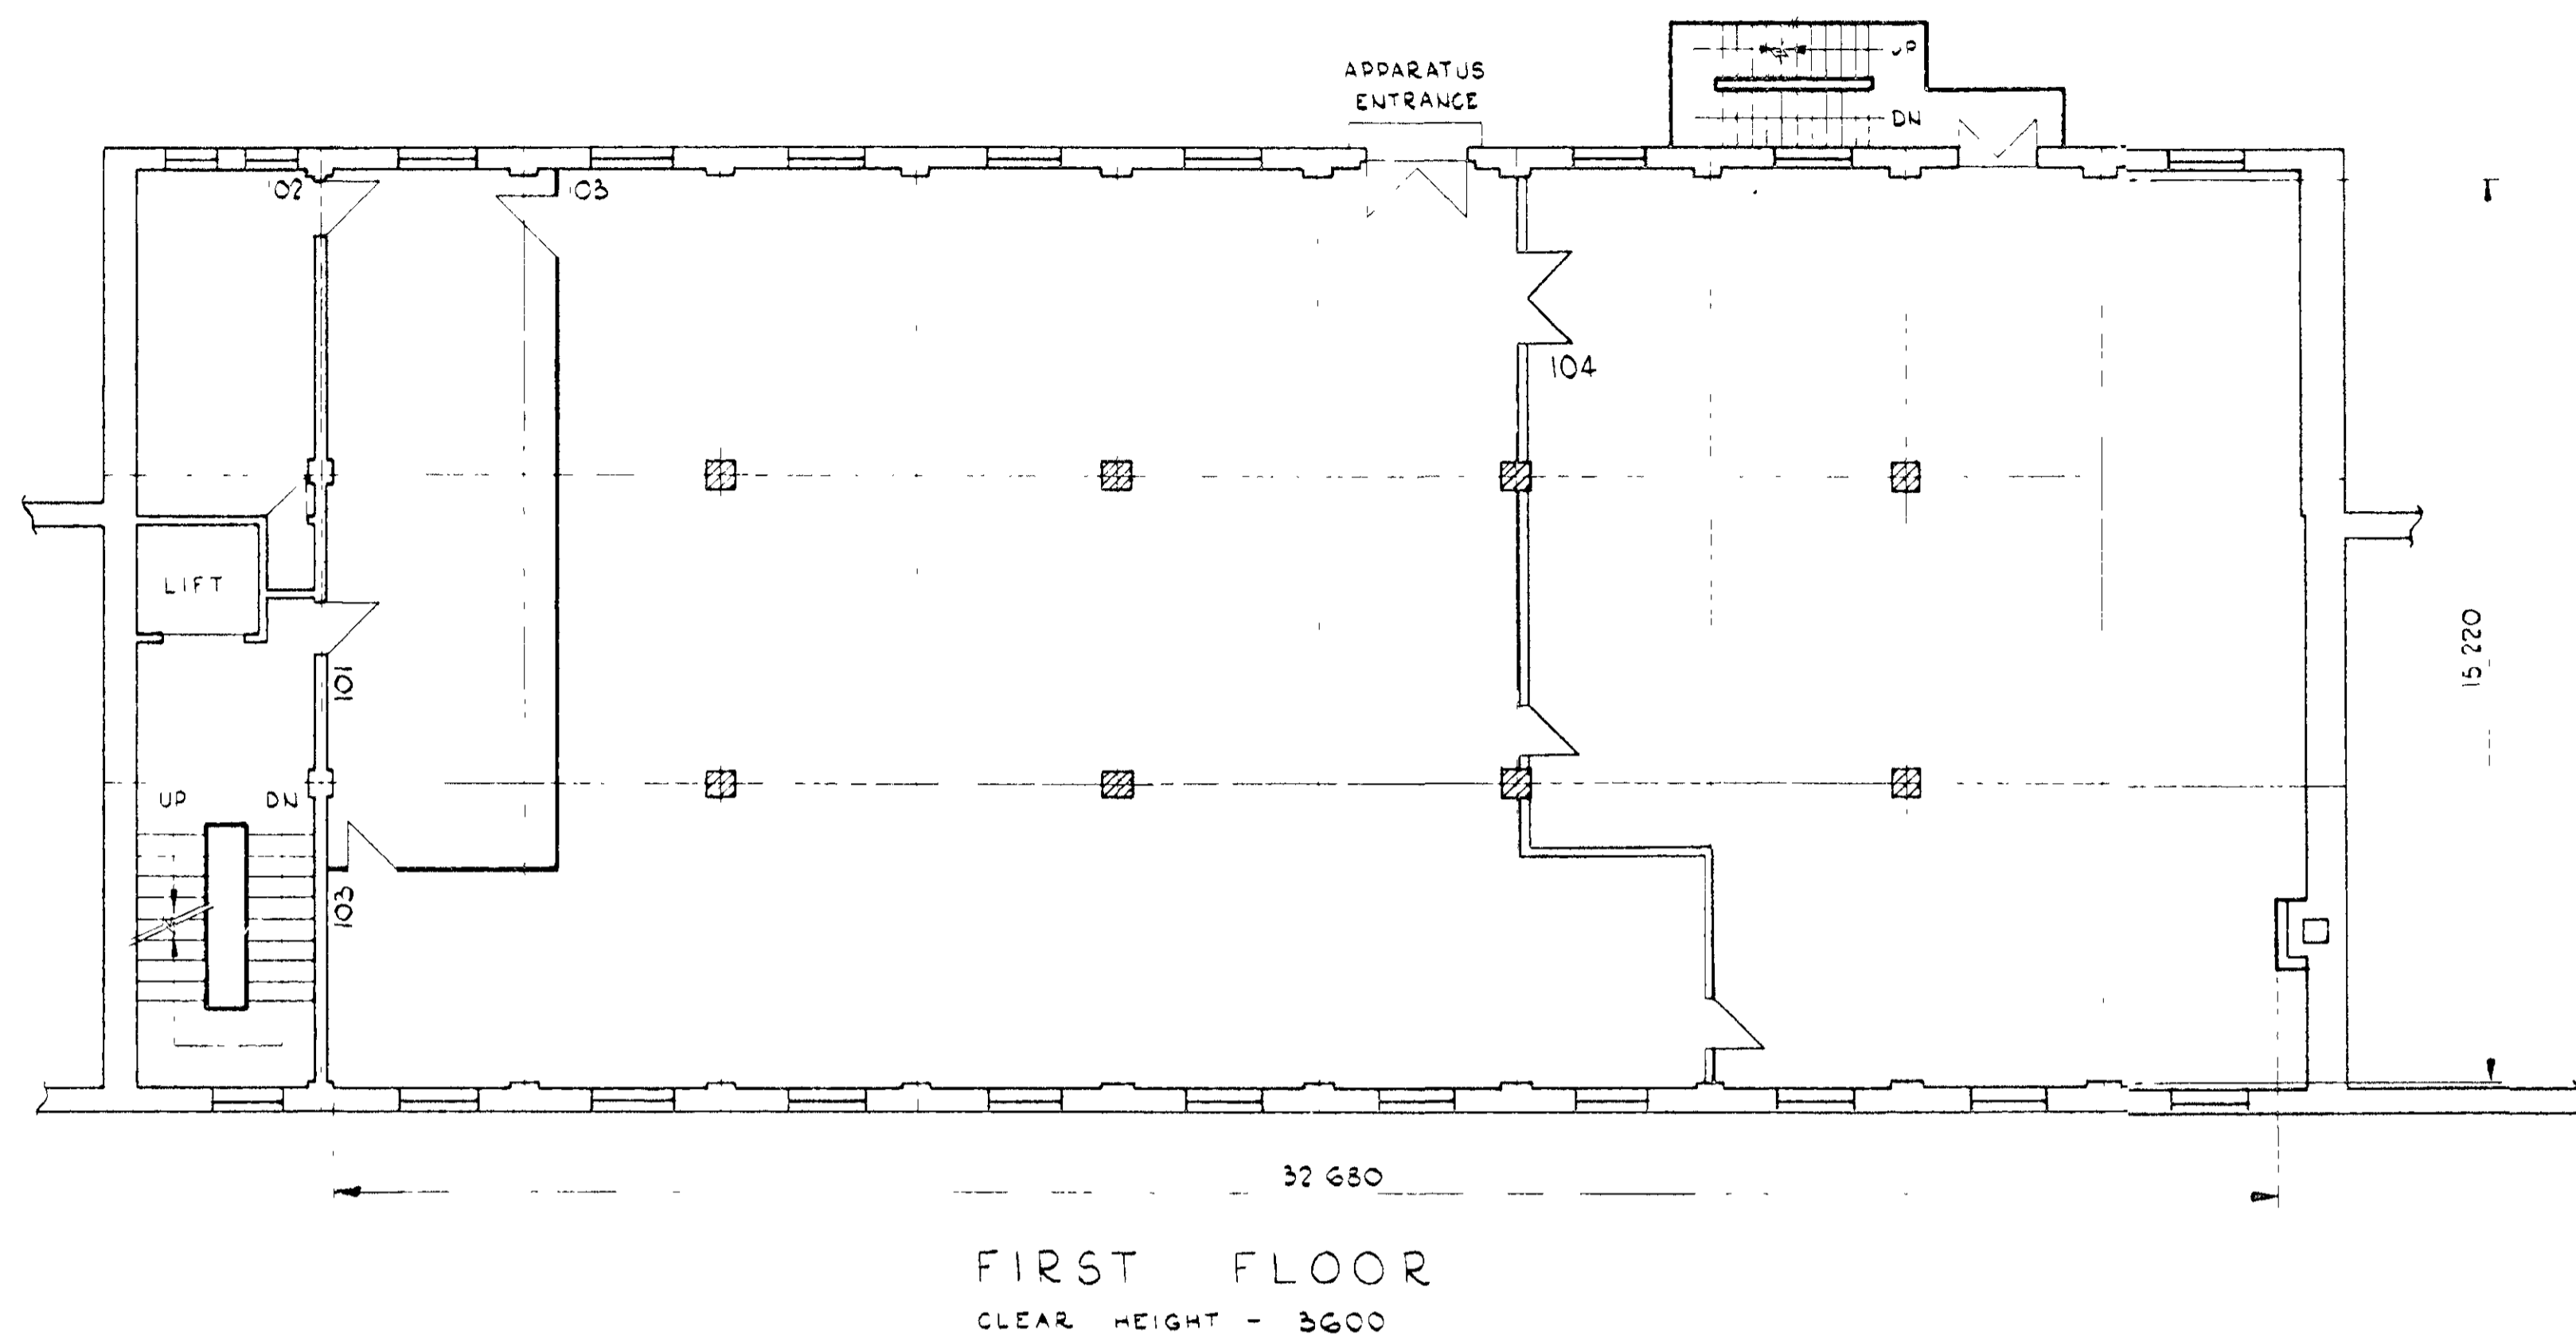 UP
APPARATUS
ENTRANCE
DN
102
103
104
LIFT
101
15 220
UP
DN
103
32 680
FIRST FLOOR
CLEAR HEIGHT - 3600